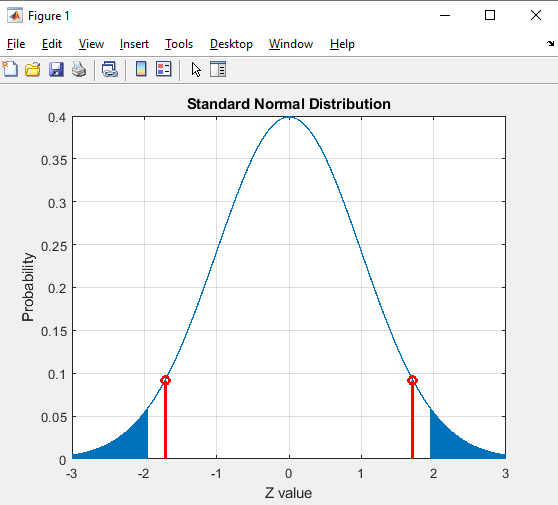 Figure 1
File Edit View Insert Tools Desktop Window Help
Standard Normal Distribution
0.4
0.35
0.3
0.25
0.2
0.15
0.1
0.05
0
Probability
-3 -2 -1 0 1 2 3
Z value